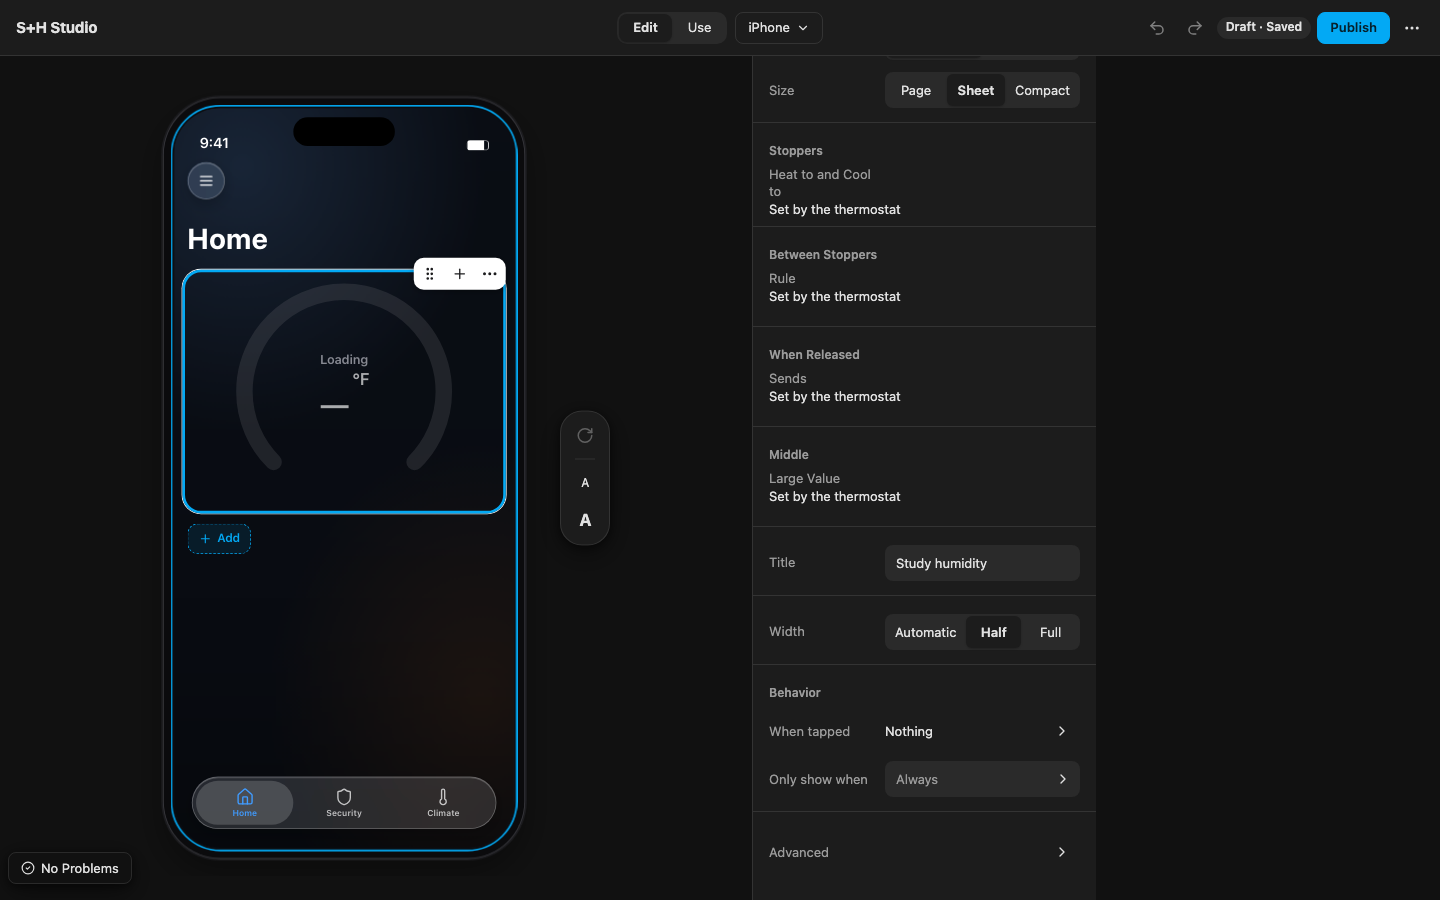 S+H Studio
Edit
Use
iPhone
Draft · Saved
Publish
9:41
Home
Loading
°F
Add
Home
Security
Climate
A
A
No Problems
Size
Page
Sheet
Compact
Stoppers
Heat to and Cool
to
Set by the thermostat
Between Stoppers
Rule
Set by the thermostat
When Released
Sends
Set by the thermostat
Middle
Large Value
Set by the thermostat
Title
Study humidity
Width
Automatic
Half
Full
Behavior
When tapped
Nothing
Only show when
Always
Advanced